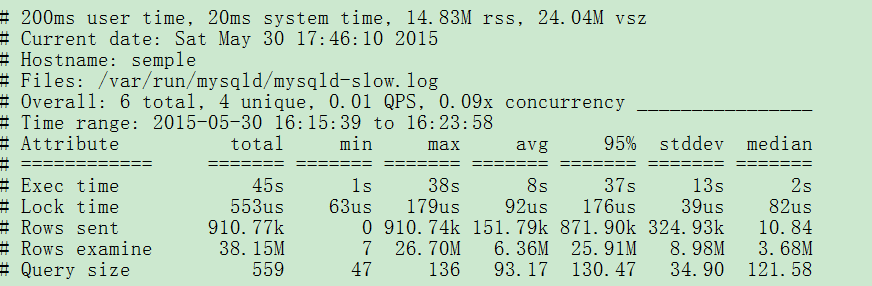 # 200ms user time, 20ms system time, 14.83M rss, 24.04M vsz
# Current date: Sat May 30 17:46:10 2015
# Hostname: semple
# Files: /var/run/mysqld/mysqld-slow.log
# Overall: 6 total, 4 unique, 0.01 QPS, 0.09x concurrency ________________
# Time range: 2015-05-30 16:15:39 to 16:23:58
# Attribute          total     min     max     avg     95%  stddev  median
# ============     ======= ======= ======= ======= ======= ======= =======
# Exec time            45s      1s     38s      8s     37s     13s      2s
# Lock time          553us    63us   179us    92us   176us    39us    82us
# Rows sent        910.77k       0 910.74k 151.79k 871.90k 324.93k   10.84
# Rows examine      38.15M       7  26.70M   6.36M  25.91M   8.98M   3.68M
# Query size           559      47     136   93.17  130.47   34.90  121.58